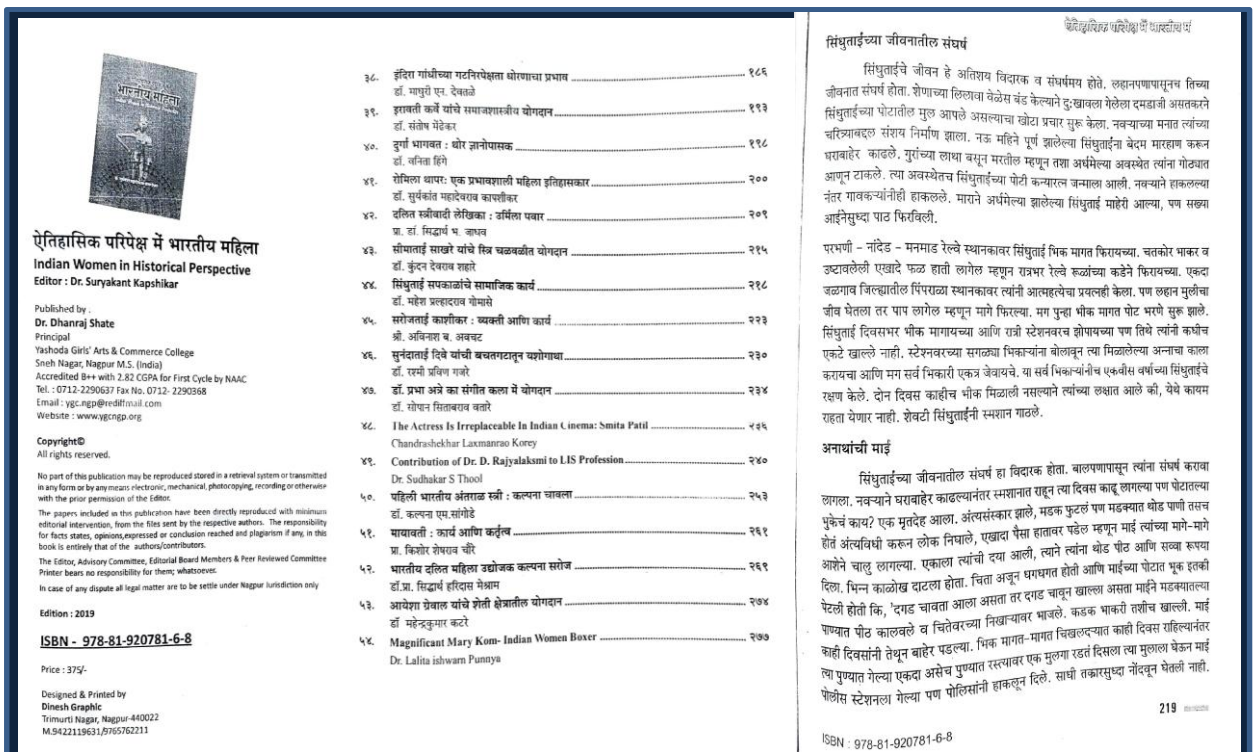 भारतीय महिला
ऐतिहासिक परिपेक्ष में भारतीय महिला
Indian Women in Historical Perspective
Editor : Dr. Suryakant Kapshikar
Published by .
Dr. Dhanraj Shate
Principal
Yashoda Girls' Arts & Commerce College
Sneh Nagar, Nagpur M.S. (India)
Accredited B++ with 2.82 CGPA for First Cycle by NAAC
Tel. : 0712-2290637 Fax No. 0712- 2290368
Email : ygc.ngp@rediffmail.com
Website : www.ygcngp.org
Copyright©
All rights reserved.
No part of this publication may be reproduced stored in a retrieval system or transmitted
in any form or by any means electronic, mechanical, photocopying, recording or otherwise
with the prior permission of the Editor.
The papers included in this publication have been directly reproduced with minimum
editorial intervention, from the files sent by the respective authors. The responsibility
for facts states, opinions,expressed or conclusion reached and plagiarism if any, in this
book is entirely that of the authors/contributors.
The Editor, Advisory Committee, Editorial Board Members & Peer Reviewed Committee
Printer bears no responsibility for them; whatsoever.
In case of any dispute all legal matter are to be settle under Nagpur Jurisdiction only
Edition : 2019
ISBN - 978-81-920781-6-8
Price : 375/-
Designed & Printed by
Dinesh Graphic
Trimurti Nagar, Nagpur-440022
M.9422119631/9765762211
३८. इंदिरा गांधीच्या गटनिरपेक्षता धोरणाचा प्रभाव ... १८६
डॉ. माधुरी एन. देवतळे
३९. इरावती कर्वे यांचे समाजशास्त्रीय योगदान ... १९३
डॉ. संतोष मेंढेकर
४०. दुर्गा भागवत : थोर ज्ञानोपासक ... १९८
डॉ. वनिता हिंगे
४१. रोमिला थापर: एक प्रभावशाली महिला इतिहासकार ... २००
डॉ. सुर्यकांत महादेवराव कापशीकर
४२. दलित स्त्रीवादी लेखिका : उर्मिला पवार ... २०९
प्रा. डॉ. सिद्धार्थ भ. जाधव
४३. सीमाताई साखरे यांचे स्त्रि चळवळीत योगदान ... २१५
डॉ. कुंदन देवराव शहारे
४४. सिंधुताई सपकाळांचे सामाजिक कार्य ... २१८
डॉ. महेश प्रल्हादराव गोमासे
४५. सरोजताई काशीकर : व्यक्ती आणि कार्य ... २२३
श्री. अविनाश ब. अवचट
४६. सुनंदाताई दिवे यांची बचतगटातून यशोगाथा ... २३०
डॉ. रश्मी प्रविण गजरे
४७. डॉ. प्रभा अत्रे का संगीत कला में योगदान ... २३४
डॉ. सोपान सिताबराव वतारे
४८. The Actress Is Irreplaceable In Indian Cinema: Smita Patil ... २३६
Chandrashekhar Laxmanrao Korey
४९. Contribution of Dr. D. Rajyalaksmi to LIS Profession ... २४०
Dr. Sudhakar S Thool
५०. पहिली भारतीय अंतराळ स्त्री : कल्पना चावला ... २५३
डॉ. कल्पना एम.सांगोडे
५१. मायावती : कार्य आणि कर्तृत्व ... २६१
प्रा. किशोर शेषराव चौरे
५२. भारतीय दलित महिला उद्योजक कल्पना सरोज ... २६९
डॉ.प्रा. सिद्धार्थ हरिदास मेश्राम
५३. आयेशा ग्रेवाल यांचे शेती क्षेत्रातील योगदान ... २७४
डॉ महेन्द्रकुमार कटरे
५४. Magnificant Mary Kom- Indian Women Boxer ... २७७
Dr. Lalita ishwarn Punnya
ऐतिहासिक परिपेक्ष में भारतीय म
सिंधुताईंच्या जीवनातील संघर्ष
सिंधुताईचे जीवन हे अतिशय विदारक व संघर्षमय होते. लहानपणापासूनच तिच्या
जीवनात संघर्ष होता. शेणाच्या लिलावा वेळेस बंड केल्याने दु:खावला गेलेला दमडाजी असतकरने
सिंधुताईच्या पोटातील मुल आपले असल्याचा खोटा प्रचार सुरू केला. नवऱ्याच्या मनात त्यांच्या
चरित्र्याबद्दल संशय निर्माण झाला. नऊ महिने पूर्ण झालेल्या सिंधुताईना बेदम मारहाण करून
घराबाहेर काढले. गुरांच्या लाथा बसून मरतील म्हणून तशा अर्धमेल्या अवस्थेत त्यांना गोठ्यात
आणून टाकले. त्या अवस्थेतच सिंधुताईच्या पोटी कन्यारत्न जन्माला आली. नवऱ्याने हाकलल्या
नंतर गावकऱ्यांनीही हाकलले. माराने अर्धमेल्या झालेल्या सिंधुताई माहेरी आल्या, पण सख्या
आईनेसुध्दा पाठ फिरविली.
परभणी – नांदेड – मनमाड रेल्वे स्थानकावर सिंधुताई भिक मागत फिरायच्या. चतकोर भाकर व
उष्टावलेली एखादे फळ हाती लागेल म्हणून रात्रभर रेल्वे रूळांच्या कडेने फिरायच्या. एकदा
जळगाव जिल्ह्यातील पिंपराळा स्थानकावर त्यांनी आत्महत्येचा प्रयत्नही केला. पण लहान मुलीचा
जीव घेतला तर पाप लागेल म्हणून मागे फिरल्या. मग पुन्हा भीक मागत पोट भरणे सुरू झाले.
सिंधुताई दिवसभर भीक मागायच्या आणि रात्री स्टेशनवरच झोपायच्या पण तिथे त्यांनी कधीच
एकटे खाल्ले नाही. स्टेशनवरच्या सगळ्या भिकाऱ्यांना बोलावून त्या मिळालेल्या अन्नाचा काला
करायचा आणि मग सर्व भिकारी एकत्र जेवायचे. या सर्व भिकाऱ्यांनीच एकवीस वर्षाच्या सिंधुताईचे
रक्षण केले. दोन दिवस काहीच भीक मिळाली नसल्याने त्यांच्या लक्षात आले की, येथे कायम
राहता येणार नाही. शेवटी सिंधुताईंनी स्मशान गाठले.
अनाथांची माई
सिंधुताईच्या जीवनातील संघर्ष हा विदारक होता. बालपणापासून त्यांना संघर्ष करावा
लागला. नवऱ्याने घराबाहेर काढल्यानंतर स्मशानात राहून त्या दिवस काढू लागल्या पण पोटातल्या
भुकेचं काय? एक मृतदेह आला. अंत्यसंस्कार झाले, मडक फुटलं पण मडक्यात थोड पाणी तसच
होतं अंत्यविधी करून लोक निघाले, एखादा पैसा हातावर पडेल म्हणून माई त्यांच्या मागे-मागे
आशेने चालु लागल्या. एकाला त्यांची दया आली, त्याने त्यांना थोड पीठ आणि सव्वा रूपया
दिला. भिन्न काळोख दाटला होता. चिता अजून धगधगत होती आणि माईच्या पोटात भूक इतकी
पेटली होती कि, 'दगड चावता आला असता तर दगड चावून खाल्ला असता माईने मडक्यातल्या
पाण्यात पीठ कालवले व चितेवरच्या निखाऱ्यावर भाजले. कडक भाकरी तशीच खाल्ली. माई
काही दिवसांनी तेथून बाहेर पडल्या. भिक मागत-मागत चिखलदऱ्यात काही दिवस राहिल्यानंतर
त्या पुण्यात गेल्या एकदा असेच पुण्यात रस्त्यावर एक मुलगा रडतं दिसला त्या मुलाला घेऊन माई
पोलीस स्टेशनला गेल्या पण पोलिसांनी हाकलून दिले. साधी तक्रारसुध्दा नोंदवून घेतली नाही.
219
ISBN : 978-81-920781-6-8